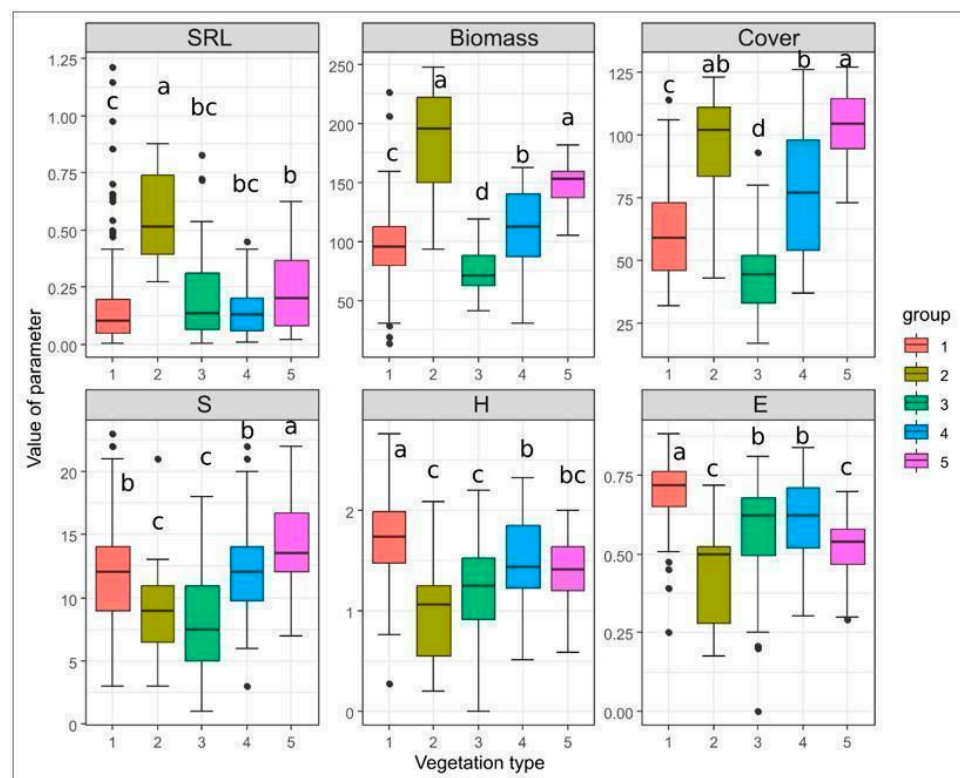 SRL Biomass Cover
1.25 1.00 0.75 0.50 0.25 0.00
c a bc bc b
1 2 3 4 5
250 200 150 100 50
c a d b a
1 2 3 4 5
125 100 75 50 25
c ab d b a
1 2 3 4 5
S H E
20 15 10 5 0
b c c b a
1 2 3 4 5
2 1 0
a c c b bc
1 2 3 4 5
0.75 0.50 0.25 0.00
a c b b c
1 2 3 4 5
Value of parameter
Vegetation type
group
1
2
3
4
5